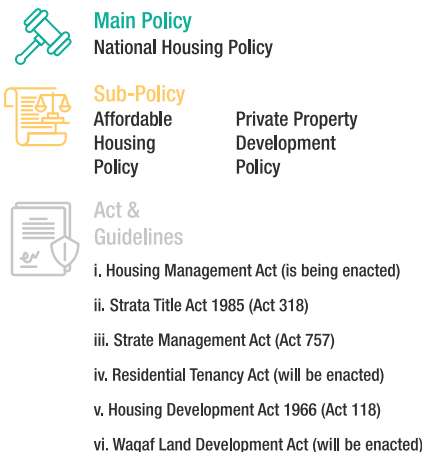 Main Policy
National Housing Policy
Sub-Policy
Affordable
Housing
Policy
Private Property
Development
Policy
Act &
Guidelines
i. Housing Management Act (is being enacted)
ii. Strata Title Act 1985 (Act 318)
iii. Strate Management Act (Act 757)
iv. Residential Tenancy Act (will be enacted)
v. Housing Development Act 1966 (Act 118)
vi. Waqaf Land Development Act (will be enacted)